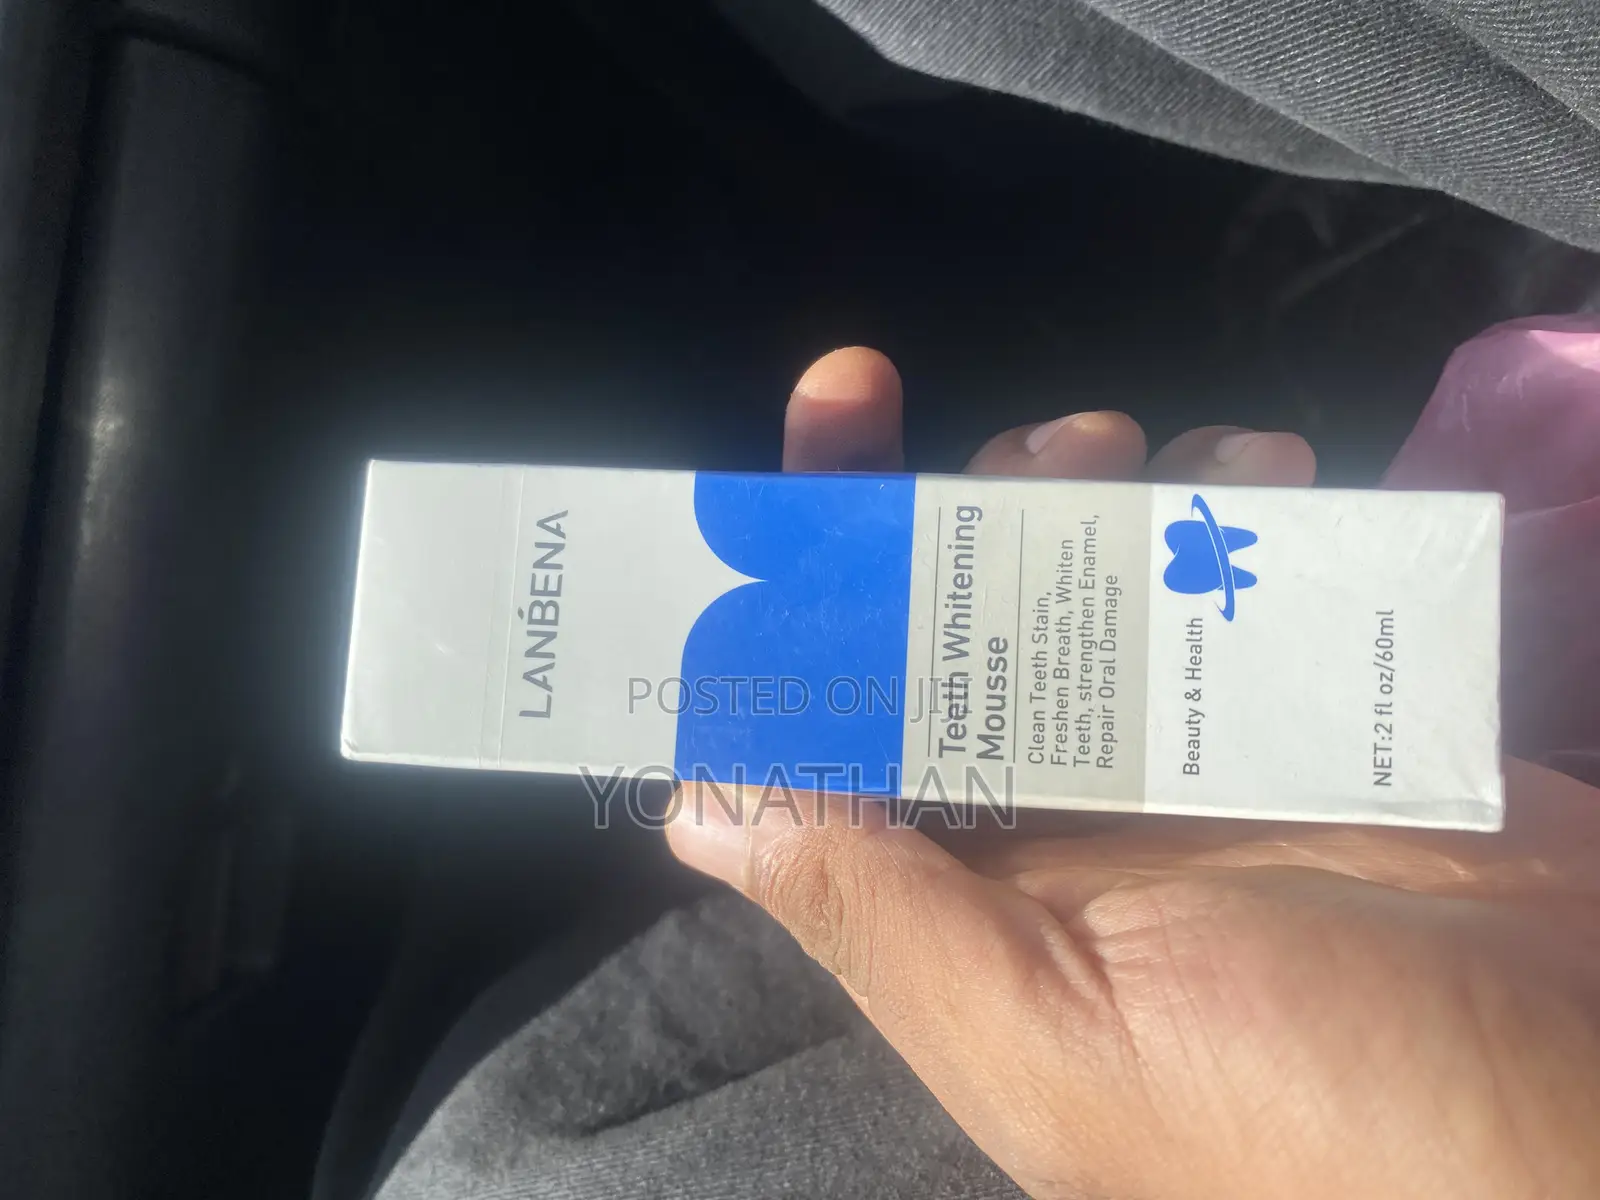 LANBENA
Teeth Whitening
Mousse
Clean Teeth Stain,
Freshen Breath, Whiten
Teeth, strengthen Enamel,
Repair Oral Damage
Beauty & Health
NET:2 fl oz/60ml
POSTED ON JIJI
YONATHAN